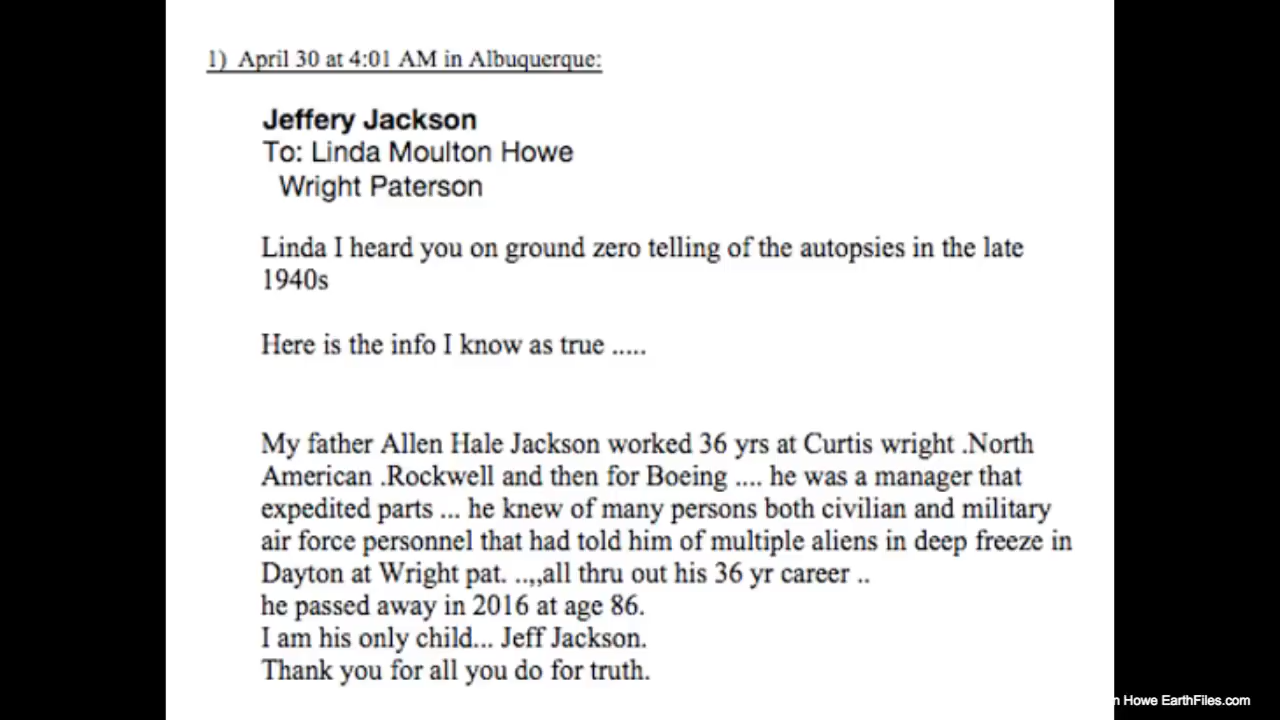 1) April 30 at 4:01 AM in Albuquerque:
Jeffery Jackson
To: Linda Moulton Howe
Wright Paterson
Linda I heard you on ground zero telling of the autopsies in the late
1940s
Here is the info I know as true .....
My father Allen Hale Jackson worked 36 yrs at Curtis wright .North
American .Rockwell and then for Boeing .... he was a manager that
expedited parts ... he knew of many persons both civilian and military
air force personnel that had told him of multiple aliens in deep freeze in
Dayton at Wright pat. ..,,all thru out his 36 yr career ..
he passed away in 2016 at age 86.
I am his only child... Jeff Jackson.
Thank you for all you do for truth.
Howe EarthFiles.com